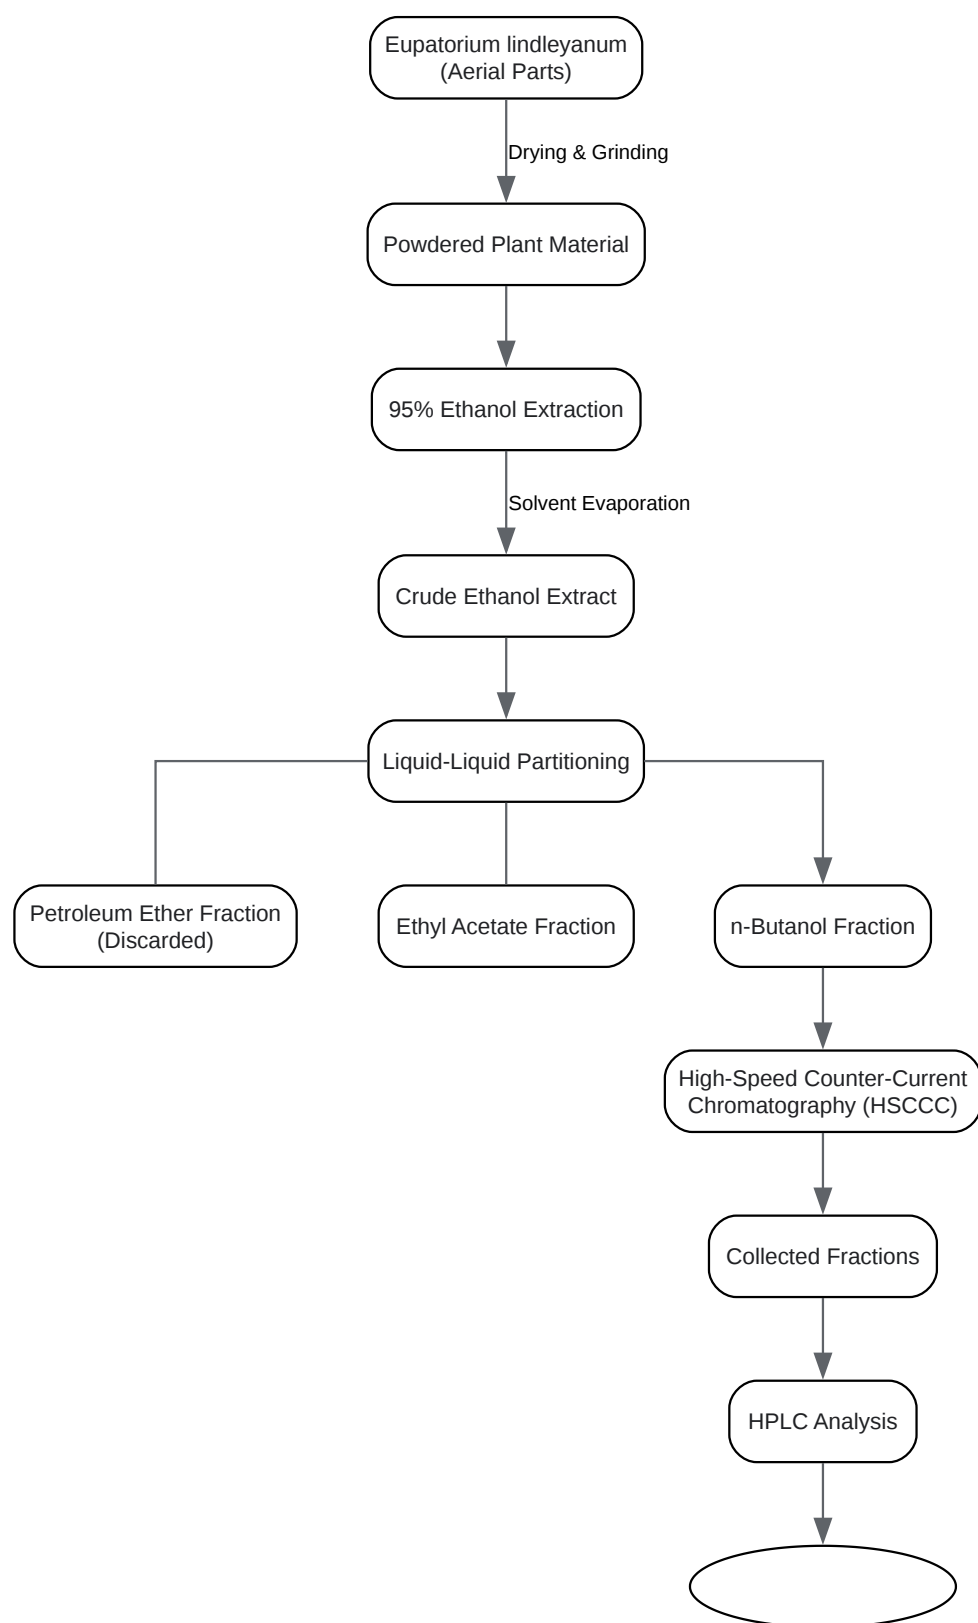 Eupatorium lindleyanum
(Aerial Parts)
Drying & Grinding
Powdered Plant Material
95% Ethanol Extraction
Solvent Evaporation
Crude Ethanol Extract
Liquid-Liquid Partitioning
Petroleum Ether Fraction
(Discarded)
Ethyl Acetate Fraction
n-Butanol Fraction
High-Speed Counter-Current
Chromatography (HSCCC)
Collected Fractions
HPLC Analysis